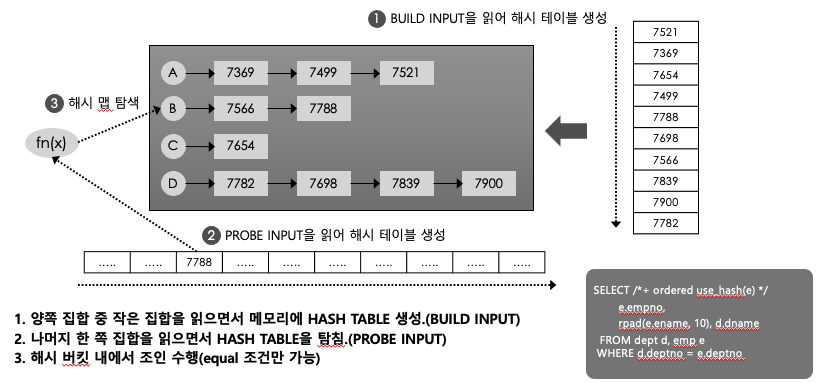 1 BUILD INPUT을 읽어 해시 테이블 생성
7521
7369
7654
7499
7788
7698
7566
7839
7900
7782
A 7369 7499 7521
B 7566 7788
C 7654
D 7782 7698 7839 7900
3 해시 맵 탐색
fn(x)
2 PROBE INPUT을 읽어 해시 테이블 생성
..... ..... 7788 ..... ..... ..... ..... ..... ..... .....
SELECT /*+ ordered use_hash(e) */
e.empno,
rpad(e.ename, 10), d.dname
FROM dept d, emp e
WHERE d.deptno = e.deptno
1. 양쪽 집합 중 작은 집합을 읽으면서 메모리에 HASH TABLE 생성.(BUILD INPUT)
2. 나머지 한 쪽 집합을 읽으면서 HASH TABLE을 탐침.(PROBE INPUT)
3. 해시 버킷 내에서 조인 수행(equal 조건만 가능)